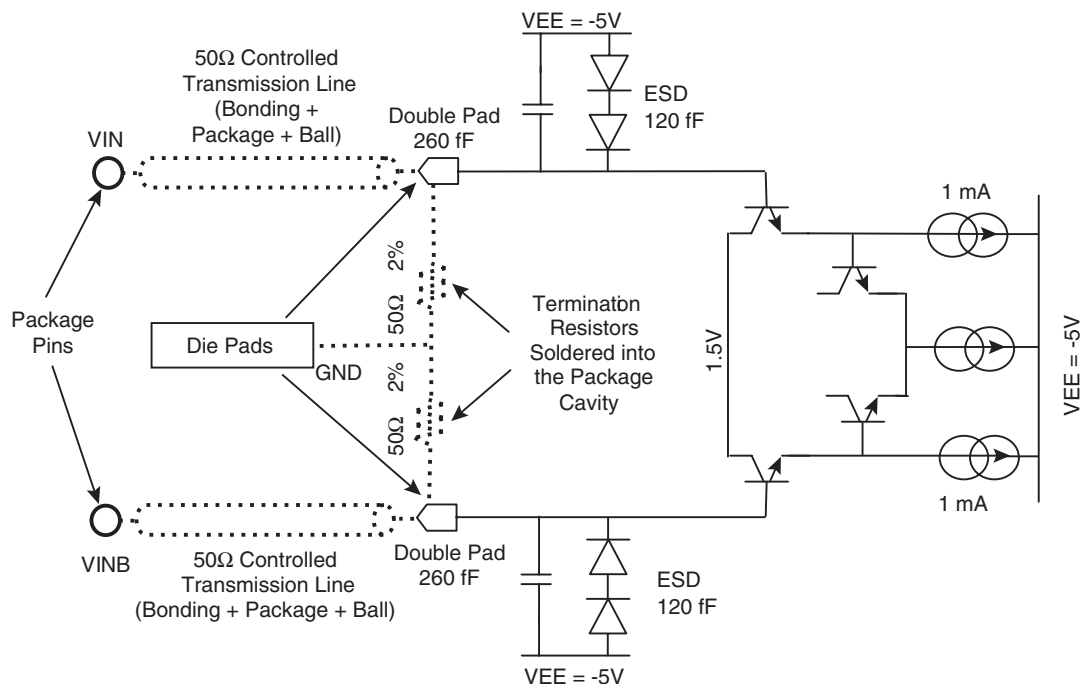 VEE = -5V
50Ω Controlled
Transmission Line
(Bonding +
Package + Ball)
VIN
Double Pad
260 fF
ESD
120 fF
1 mA
50Ω 2%
Termination
Resistors
Soldered into
the Package
Cavity
Package
Pins
Die Pads
GND
50Ω 2%
1.5V
VEE = -5V
1 mA
VINB
50Ω Controlled
Transmission Line
(Bonding + Package + Ball)
Double Pad
260 fF
ESD
120 fF
VEE = -5V